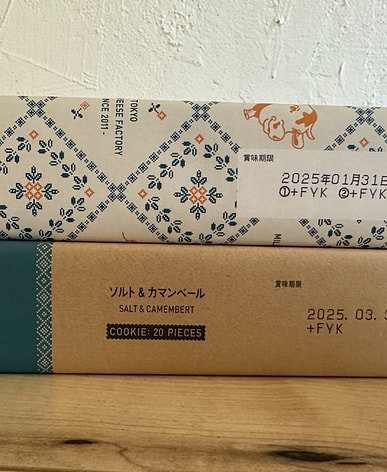 TOKYO
FACTORY
2011-
賞味期限
2025年01月31日
①+FYK ②+FYK
賞味期限
ソルト&カマンベール
SALT & CAMEMBERT
COOKIE: 20 PIECES
2025. 03.
+FYK